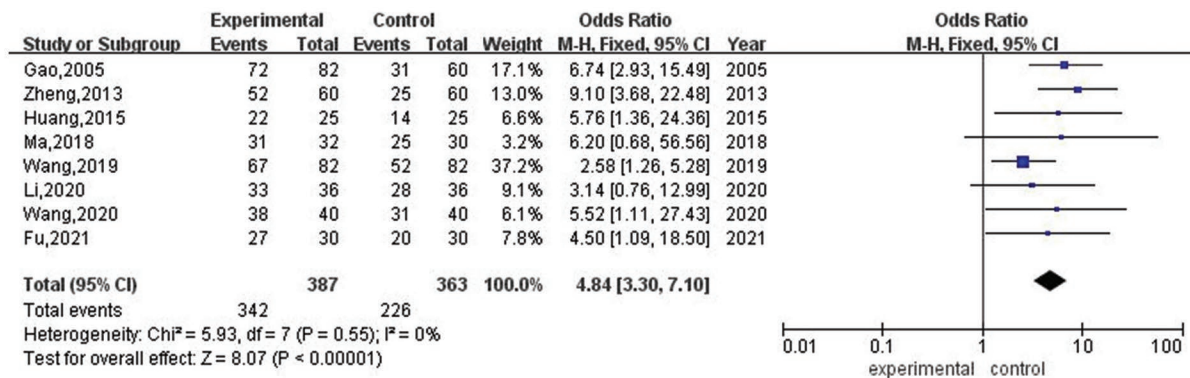 Experimental Control Odds Ratio Odds Ratio
Study or Subgroup Events Total Events Total Weight M-H, Fixed, 95% CI Year M-H, Fixed, 95% CI
Gao,2005 72 82 31 60 17.1% 6.74 [2.93, 15.49] 2005
Zheng,2013 52 60 25 60 13.0% 9.10 [3.68, 22.48] 2013
Huang,2015 22 25 14 25 6.6% 5.76 [1.36, 24.36] 2015
Ma,2018 31 32 25 30 3.2% 6.20 [0.68, 56.56] 2018
Wang,2019 67 82 52 82 37.2% 2.58 [1.26, 5.28] 2019
Li,2020 33 36 28 36 9.1% 3.14 [0.76, 12.99] 2020
Wang,2020 38 40 31 40 6.1% 5.52 [1.11, 27.43] 2020
Fu,2021 27 30 20 30 7.8% 4.50 [1.09, 18.50] 2021
Total (95% CI) 387 363 100.0% 4.84 [3.30, 7.10]
Total events 342 226
Heterogeneity: Chi² = 5.93, df = 7 (P = 0.55); I² = 0%
Test for overall effect: Z = 8.07 (P < 0.00001)
0.01 0.1 1 10 100
experimental control